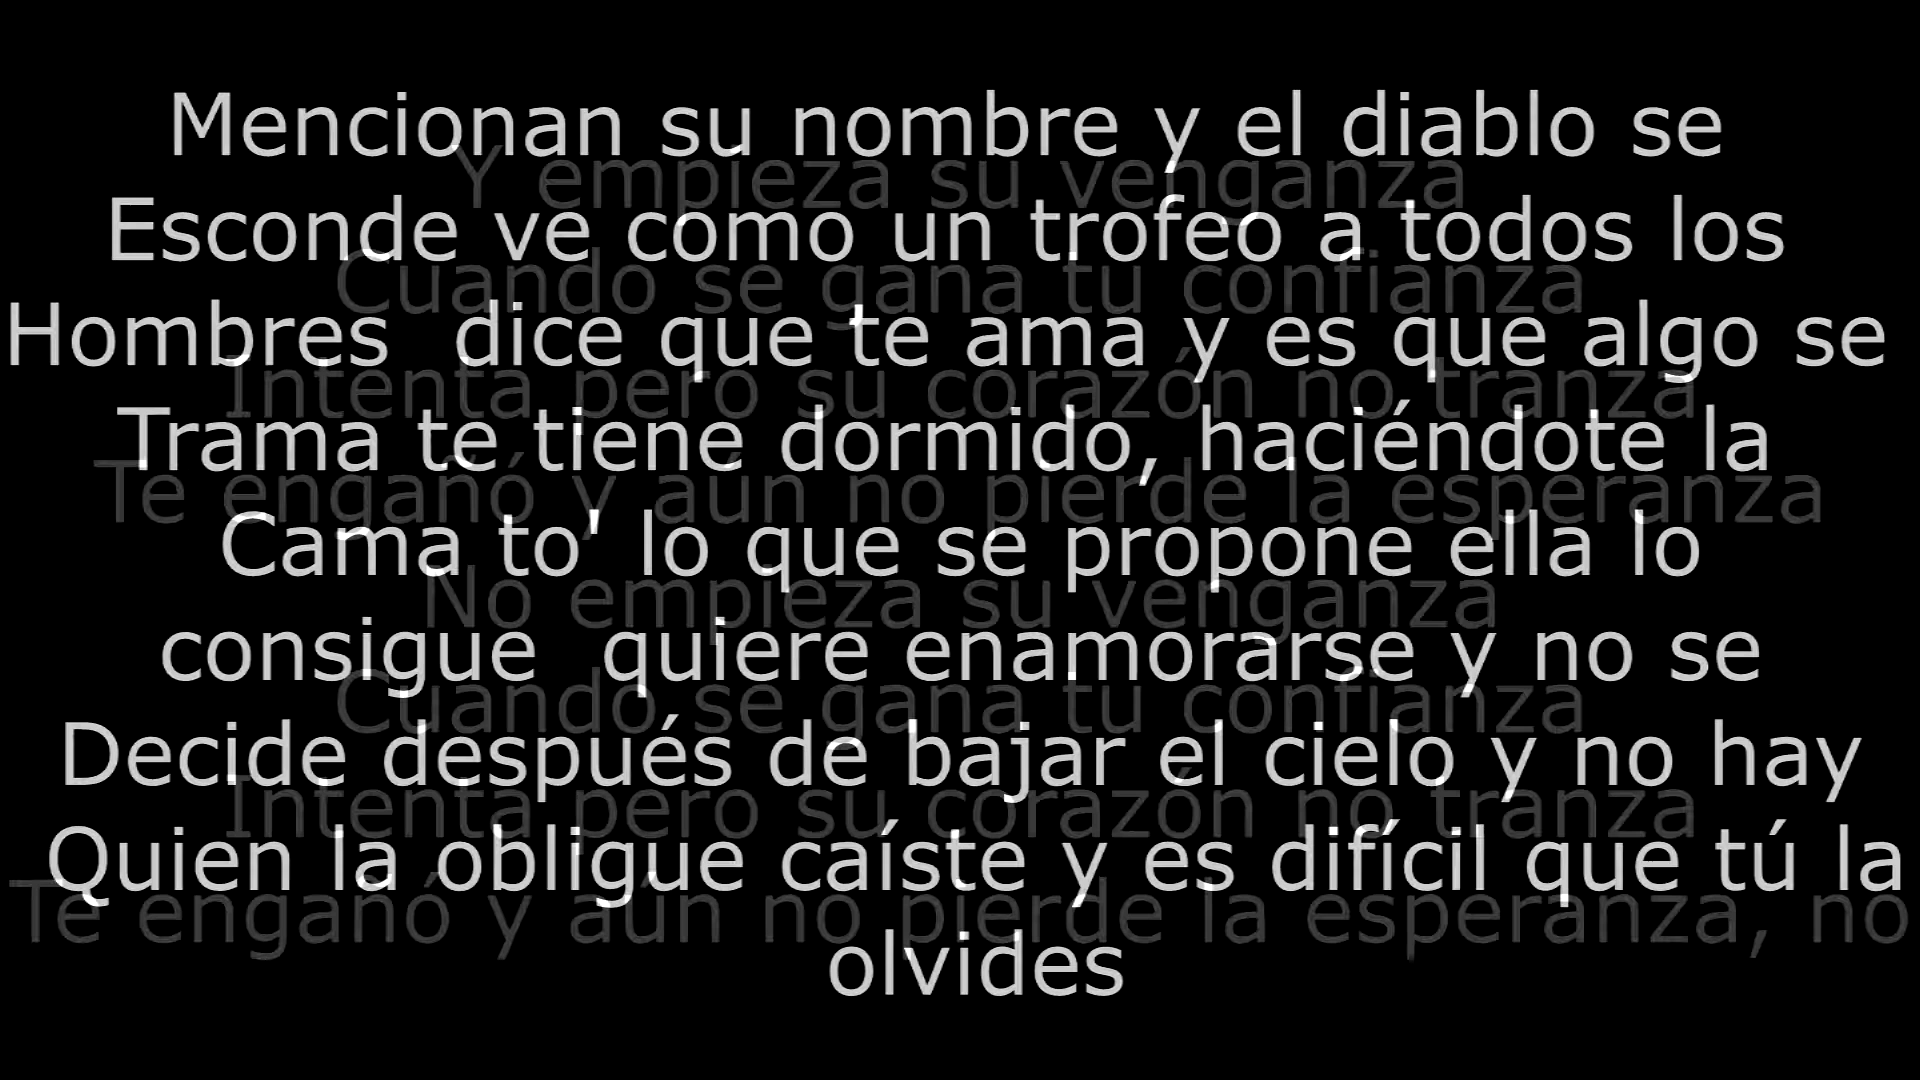 Mencionan su nombre y el diablo se
Y empieza su venganza
Esconde ve como un trofeo a todos los
Cuando se gana tu confianza
Hombres  dice que te ama y es que algo se
Intenta pero su corazón no tranza
Trama te tiene dormido, haciéndote la
Te engañó y aún no pierde la esperanza
Cama to' lo que se propone ella lo
No empieza su venganza
consigue  quiere enamorarse y no se
Cuando se gana tu confianza
Decide después de bajar el cielo y no hay
Intenta pero su corazón no tranza
Quien la obligue caíste y es difícil que tú la
Te engañó y aún no pierde la esperanza, no
olvides